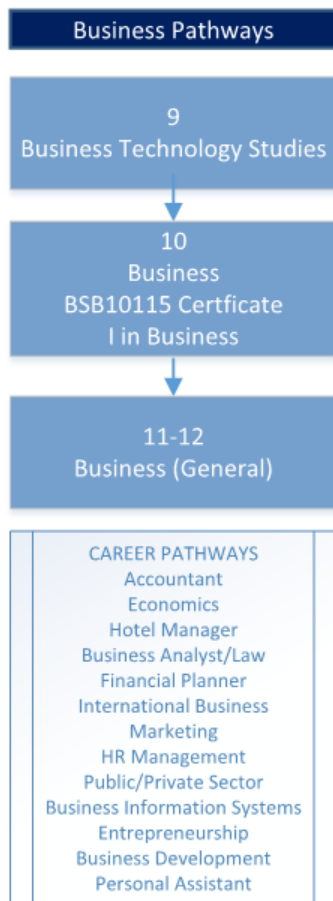 Business Pathways
9
Business Technology Studies
10
Business
BSB10115 Certficate
I in Business
11-12
Business (General)
CAREER PATHWAYS
Accountant
Economics
Hotel Manager
Business Analyst/Law
Financial Planner
International Business
Marketing
HR Management
Public/Private Sector
Business Information Systems
Entrepreneurship
Business Development
Personal Assistant